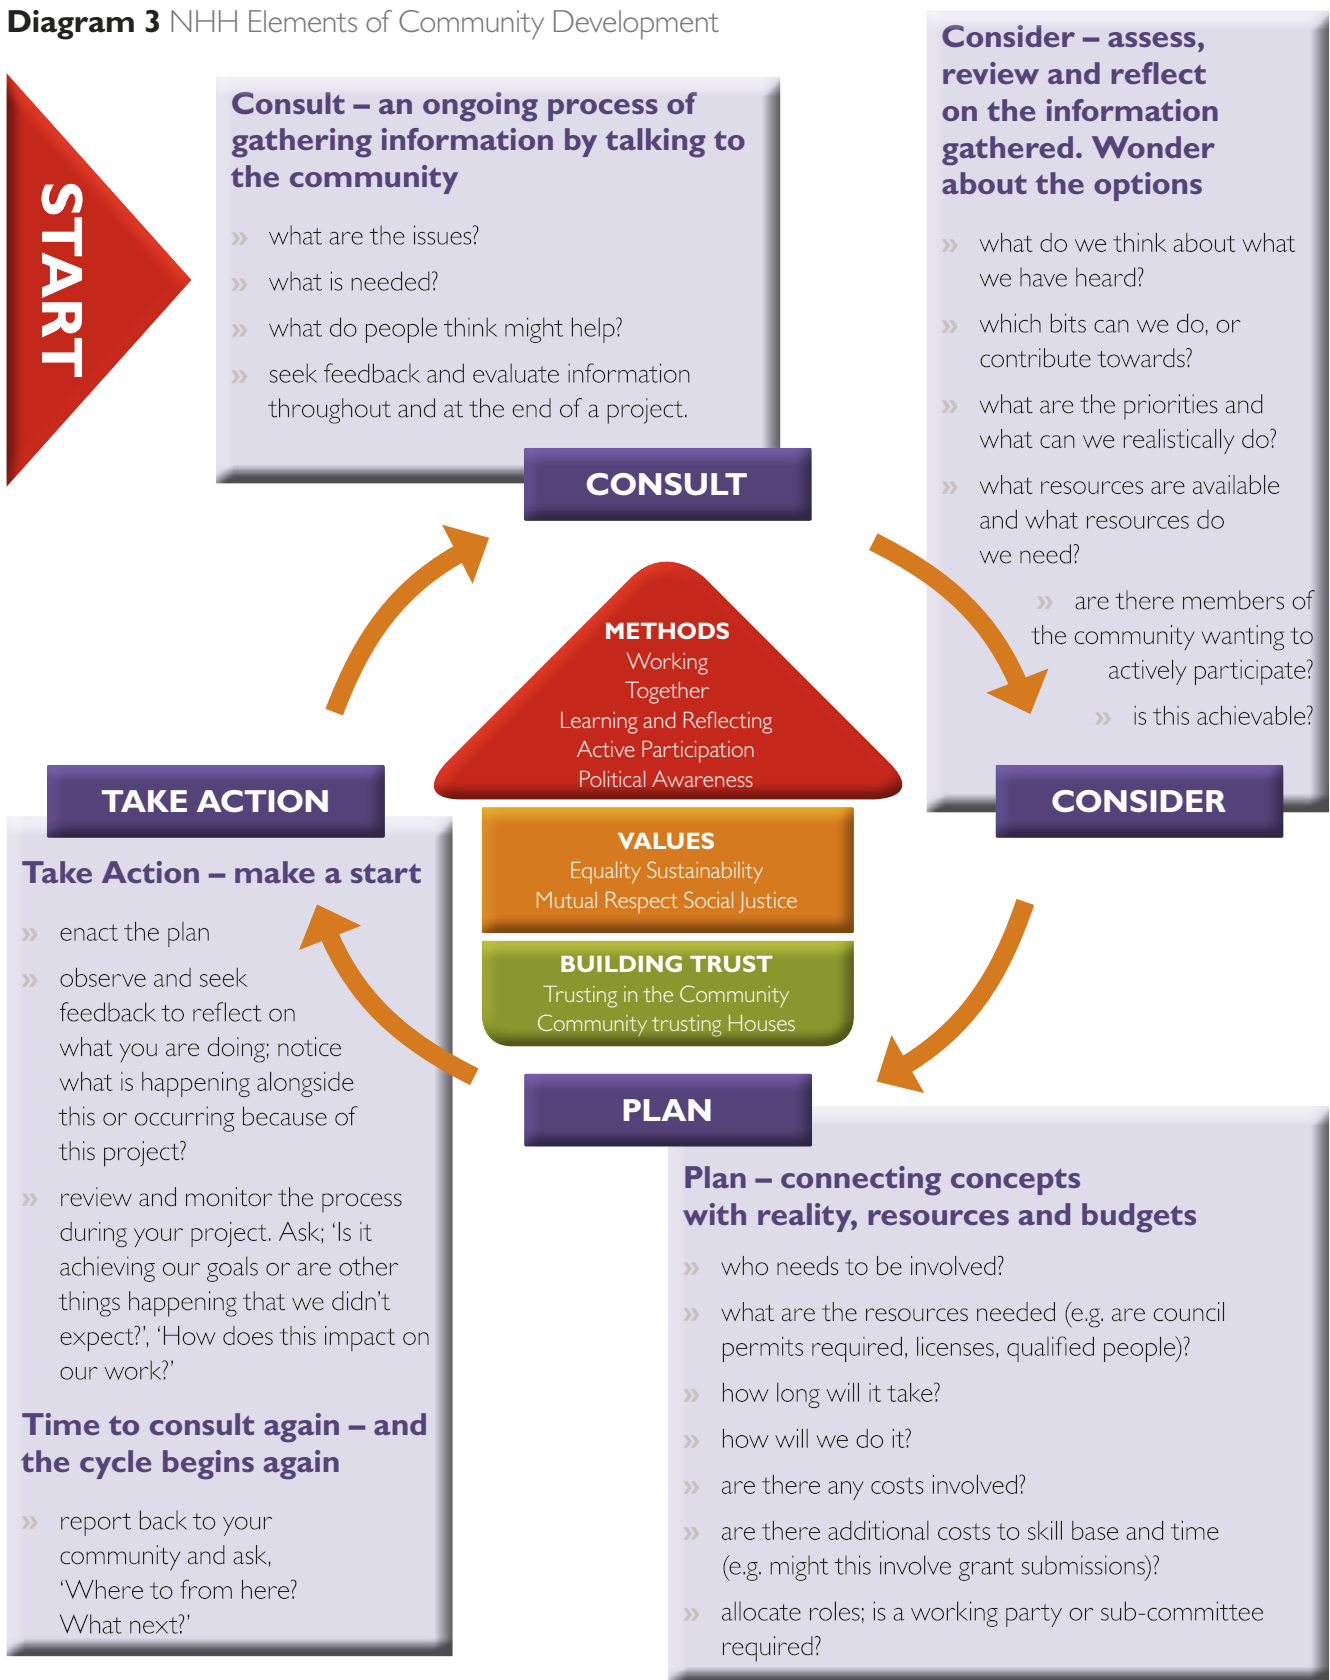 Diagram 3 NHH Elements of Community Development
START
Consult – an ongoing process of
gathering information by talking to
the community
» what are the issues?
» what is needed?
» what do people think might help?
» seek feedback and evaluate information
throughout and at the end of a project.
CONSULT
Consider – assess,
review and reflect
on the information
gathered. Wonder
about the options
» what do we think about what
we have heard?
» which bits can we do, or
contribute towards?
» what are the priorities and
what can we realistically do?
» what resources are available
and what resources do
we need?
» are there members of
the community wanting to
actively participate?
» is this achievable?
CONSIDER
METHODS
Working
Together
Learning and Reflecting
Active Participation
Political Awareness
VALUES
Equality Sustainability
Mutual Respect Social Justice
BUILDING TRUST
Trusting in the Community
Community trusting Houses
PLAN
Plan – connecting concepts
with reality, resources and budgets
» who needs to be involved?
» what are the resources needed (e.g. are council
permits required, licenses, qualified people)?
» how long will it take?
» how will we do it?
» are there any costs involved?
» are there additional costs to skill base and time
(e.g. might this involve grant submissions)?
» allocate roles; is a working party or sub-committee
required?
TAKE ACTION
Take Action – make a start
» enact the plan
» observe and seek
feedback to reflect on
what you are doing; notice
what is happening alongside
this or occurring because of
this project?
» review and monitor the process
during your project. Ask; ‘Is it
achieving our goals or are other
things happening that we didn’t
expect?’, ‘How does this impact on
our work?’
Time to consult again – and
the cycle begins again
» report back to your
community and ask,
‘Where to from here?
What next?’